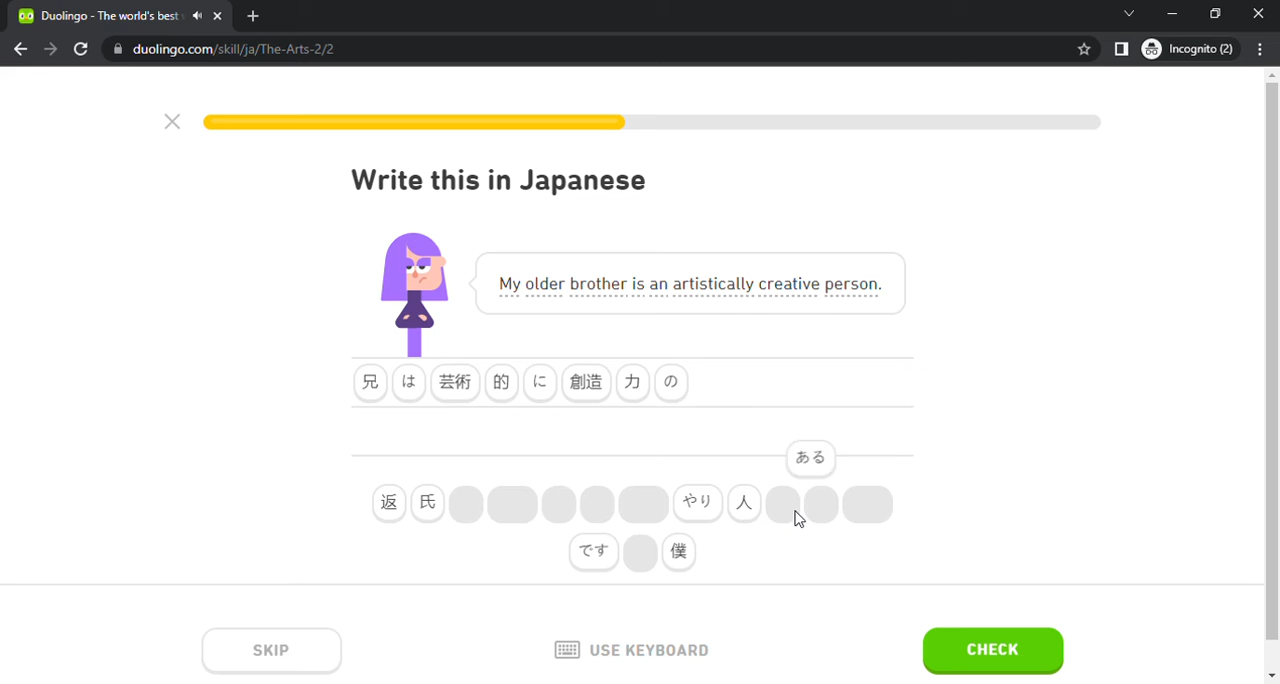 Duolingo - The world's best
duolingo.com/skill/ja/The-Arts-2/2
Incognito (2)
Write this in Japanese
My older brother is an artistically creative person.
兄 は 芸術 的 に 創造 力 の
ある
返 氏 やり 人
です 僕
SKIP
USE KEYBOARD
CHECK